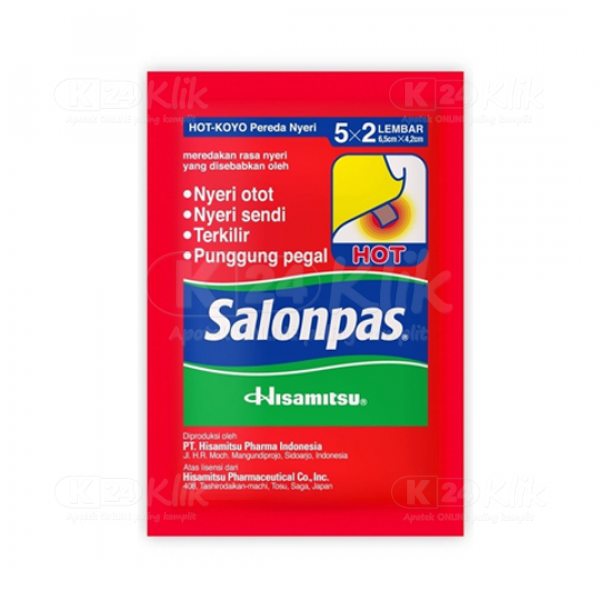 HOT-KOYO Pereda Nyeri
5×2 LEMBAR
6,5cm×4,2cm
meredakan rasa nyeri
yang disebabkan oleh
•Nyeri otot
•Nyeri sendi
•Terkilir
•Punggung pegal
HOT
Salonpas®
Hisamitsu®
Diproduksi oleh
PT. Hisamitsu Pharma Indonesia
Jl. H.R. Moch. Mangundiprojo, Sidoarjo, Indonesia
Atas lisensi dari
Hisamitsu Pharmaceutical Co., Inc.
408, Tashirodaikan-machi, Tosu, Saga, Japan
K24Klik
Apotek ONLINE paling komplit